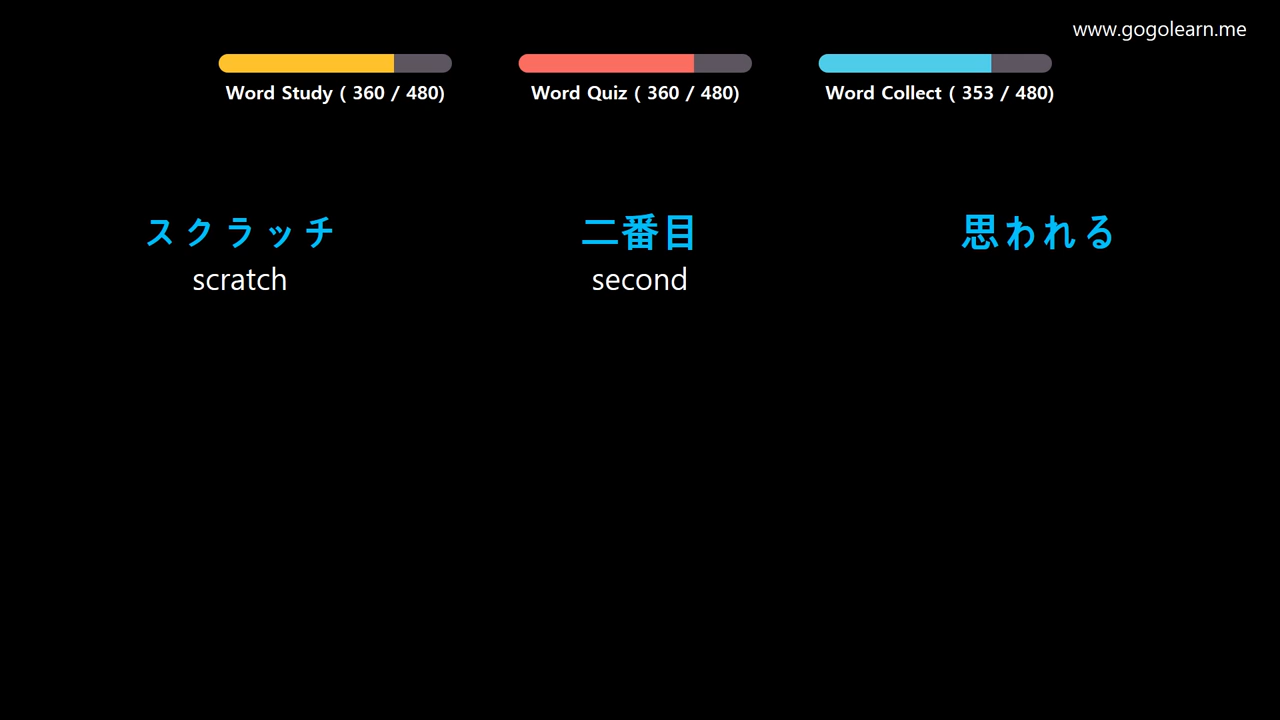 www.gogolearn.me
Word Study ( 360 / 480)
Word Quiz ( 360 / 480)
Word Collect ( 353 / 480)
スクラッチ
scratch
二番目
second
思われる